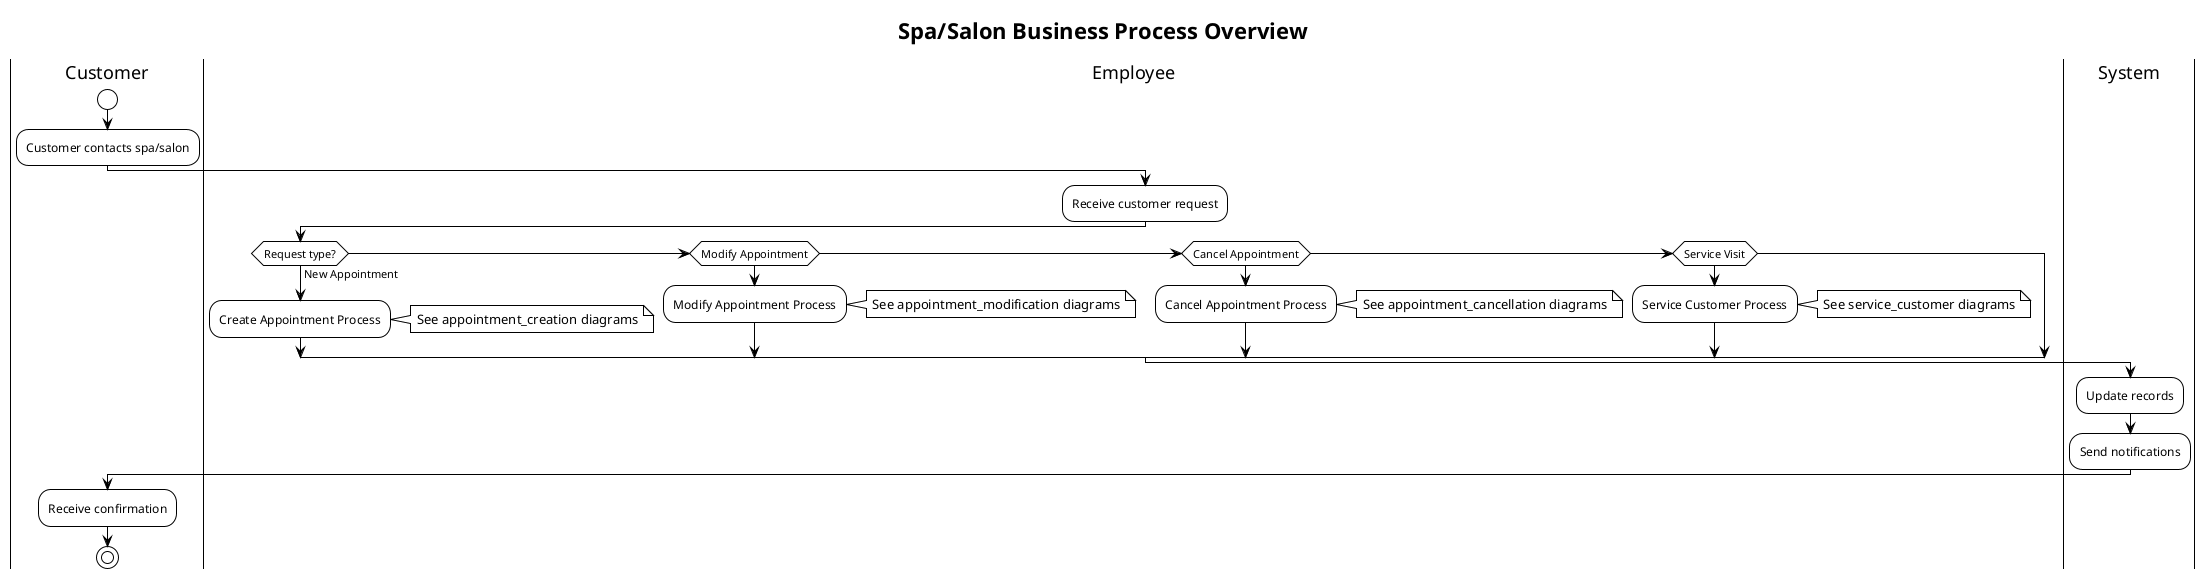 Spa/Salon Business Process Overview
Customer
Employee
System
Customer contacts spa/salon
Receive customer request
Request type?
Modify Appointment
Cancel Appointment
Service Visit
New Appointment
Create Appointment Process
See appointment_creation diagrams
Modify Appointment Process
See appointment_modification diagrams
Cancel Appointment Process
See appointment_cancellation diagrams
Service Customer Process
See service_customer diagrams
Update records
Send notifications
Receive confirmation